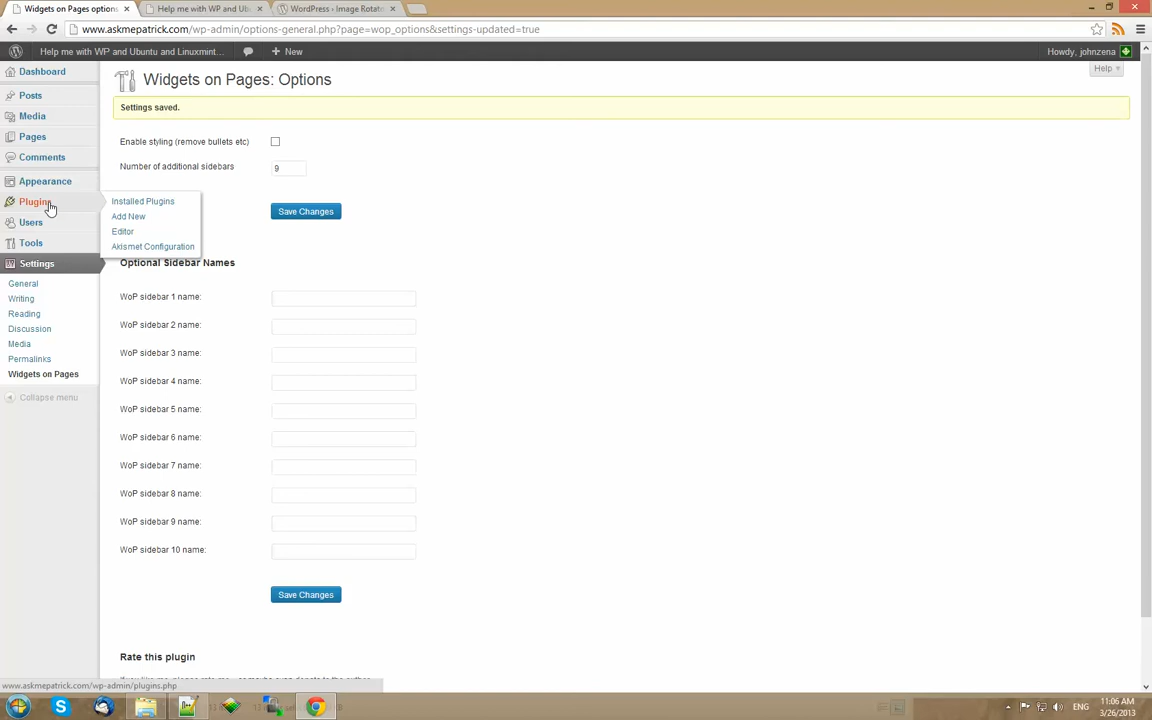 Widgets on Pages options
Help me with WP and Ub
WordPress › Image Rotat
www.askmepatrick.com/wp-admin/options-general.php?page=wop_options&settings-updated=true
Help me with WP and Ubuntu and Linuxmint...
New
Howdy, johnzena
Dashboard
Posts
Media
Pages
Comments
Appearance
Plugins
Users
Tools
Settings
General
Writing
Reading
Discussion
Media
Permalinks
Widgets on Pages
Collapse menu
Installed Plugins
Add New
Editor
Akismet Configuration
Widgets on Pages: Options
Help
Settings saved.
Enable styling (remove bullets etc)
Number of additional sidebars
9
Save Changes
Optional Sidebar Names
WoP sidebar 1 name:
WoP sidebar 2 name:
WoP sidebar 3 name:
WoP sidebar 4 name:
WoP sidebar 5 name:
WoP sidebar 6 name:
WoP sidebar 7 name:
WoP sidebar 8 name:
WoP sidebar 9 name:
WoP sidebar 10 name:
Save Changes
Rate this plugin
www.askmepatrick.com/wp-admin/plugins.php
ENG
11:06 AM
3/26/2013